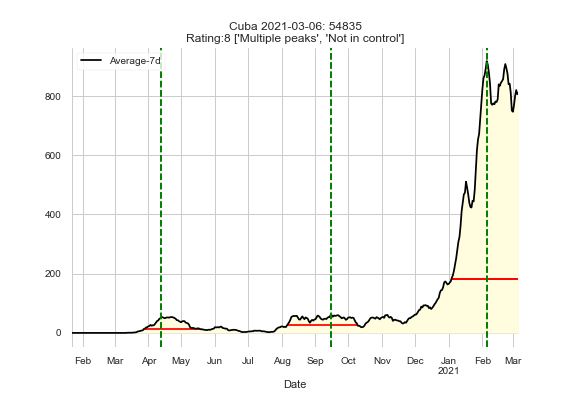 Cuba 2021-03-06: 54835
Rating:8 ['Multiple peaks', 'Not in control']
Average-7d
800
600
400
200
0
Feb Mar Apr May Jun Jul Aug Sep Oct Nov Dec Jan Feb Mar
2021
Date